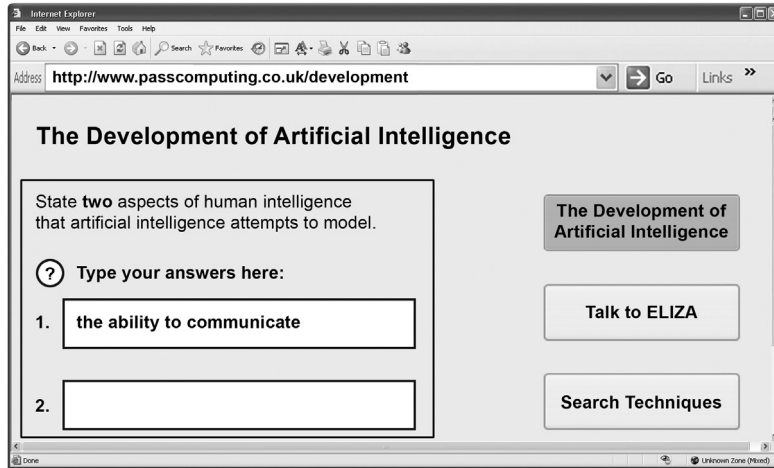 Internet Explorer
File Edit View Favorites Tools Help
Back Search Favorites
Address http://www.passcomputing.co.uk/development Go Links »
The Development of Artificial Intelligence
State two aspects of human intelligence
that artificial intelligence attempts to model.
? Type your answers here:
1. the ability to communicate
2.
The Development of
Artificial Intelligence
Talk to ELIZA
Search Techniques
Done Unknown Zone (Mixed)